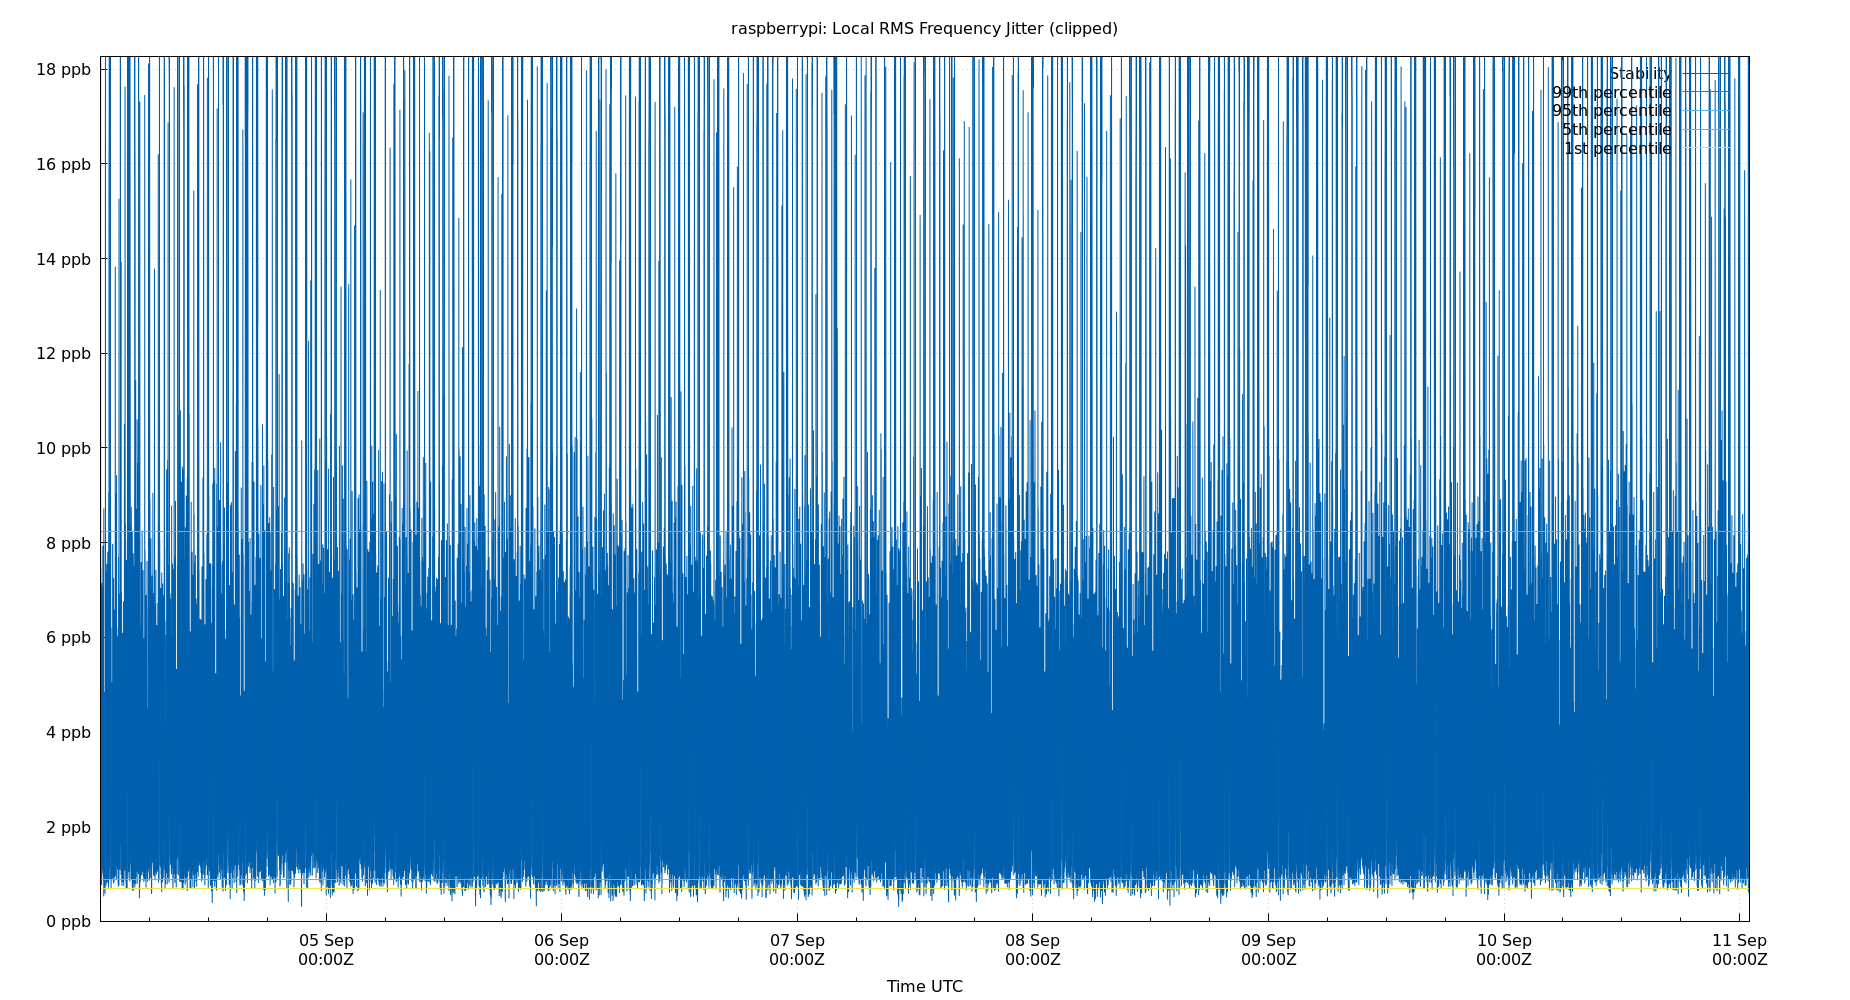 raspberrypi: Local RMS Frequency Jitter (clipped)
18 ppb
16 ppb
14 ppb
12 ppb
10 ppb
8 ppb
6 ppb
4 ppb
2 ppb
0 ppb
Stability
99th percentile
95th percentile
5th percentile
1st percentile
05 Sep 06 Sep 07 Sep 08 Sep 09 Sep 10 Sep 11 Sep
00:00Z 00:00Z 00:00Z 00:00Z 00:00Z 00:00Z 00:00Z
Time UTC